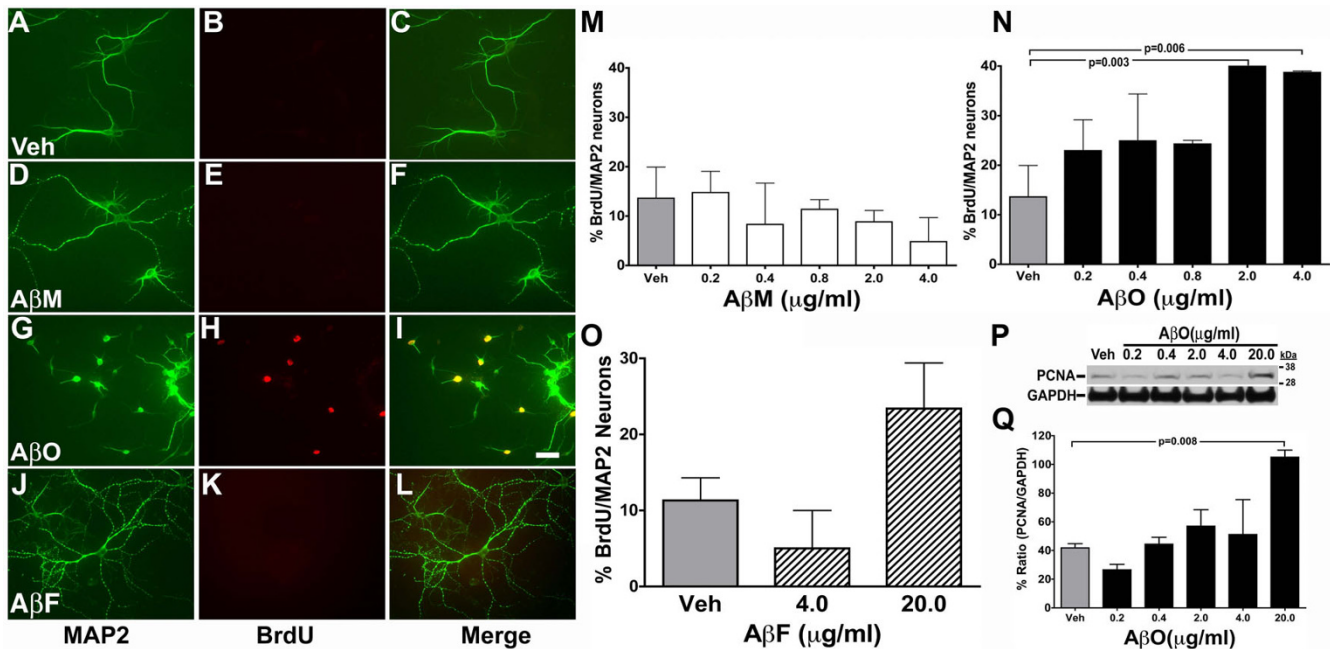 A
B
C
Veh
D
E
F
AβM
G
H
I
AβO
J
K
L
AβF
MAP2
BrdU
Merge
M
% BrdU/MAP2 neurons
40
30
20
10
0
Veh 0.2 0.4 0.8 2.0 4.0
AβM (μg/ml)
N
p=0.006
p=0.003
% BrdU/MAP2 neurons
40
30
20
10
0
Veh 0.2 0.4 0.8 2.0 4.0
AβO (μg/ml)
O
% BrdU/MAP2 Neurons
30
20
10
0
Veh 4.0 20.0
AβF (μg/ml)
P
AβO(μg/ml)
Veh 0.2 0.4 2.0 4.0 20.0 kDa
PCNA
38
28
GAPDH
Q
p=0.008
% Ratio (PCNA/GAPDH)
120
100
80
60
40
20
0
Veh 0.2 0.4 2.0 4.0 20.0
AβO(μg/ml)